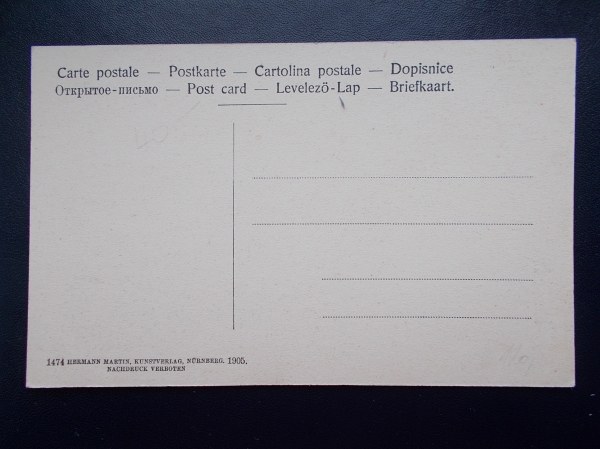 Carte postale — Postkarte — Cartolina postale — Dopisnice
Открытое-письмо — Post card — Levelezö-Lap — Briefkaart.
1474 HERMANN MARTIN, KUNSTVERLAG, NÜRNBERG. 1905.
NACHDRUCK VERBOTEN